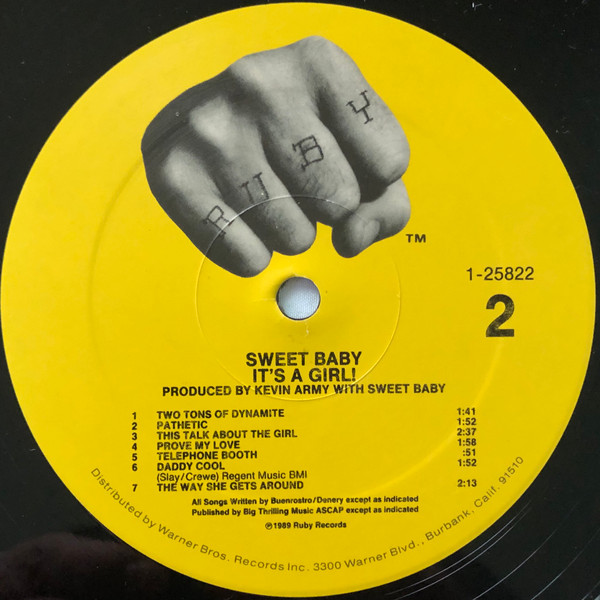 RUBY
TM
1-25822
2
SWEET BABY
IT'S A GIRL!
PRODUCED BY KEVIN ARMY WITH SWEET BABY
1 TWO TONS OF DYNAMITE 1:41
2 PATHETIC 1:52
3 THIS TALK ABOUT THE GIRL 2:37
4 PROVE MY LOVE 1:58
5 TELEPHONE BOOTH :51
6 DADDY COOL 1:52
(Slay/Crewe) Regent Music BMI
7 THE WAY SHE GETS AROUND 2:13
All Songs Written by Buenrostro/Denery except as indicated
Published by Big Thrilling Music ASCAP except as indicated
℗1989 Ruby Records
Distributed by Warner Bros. Records Inc. 3300 Warner Blvd., Burbank, Calif. 91510